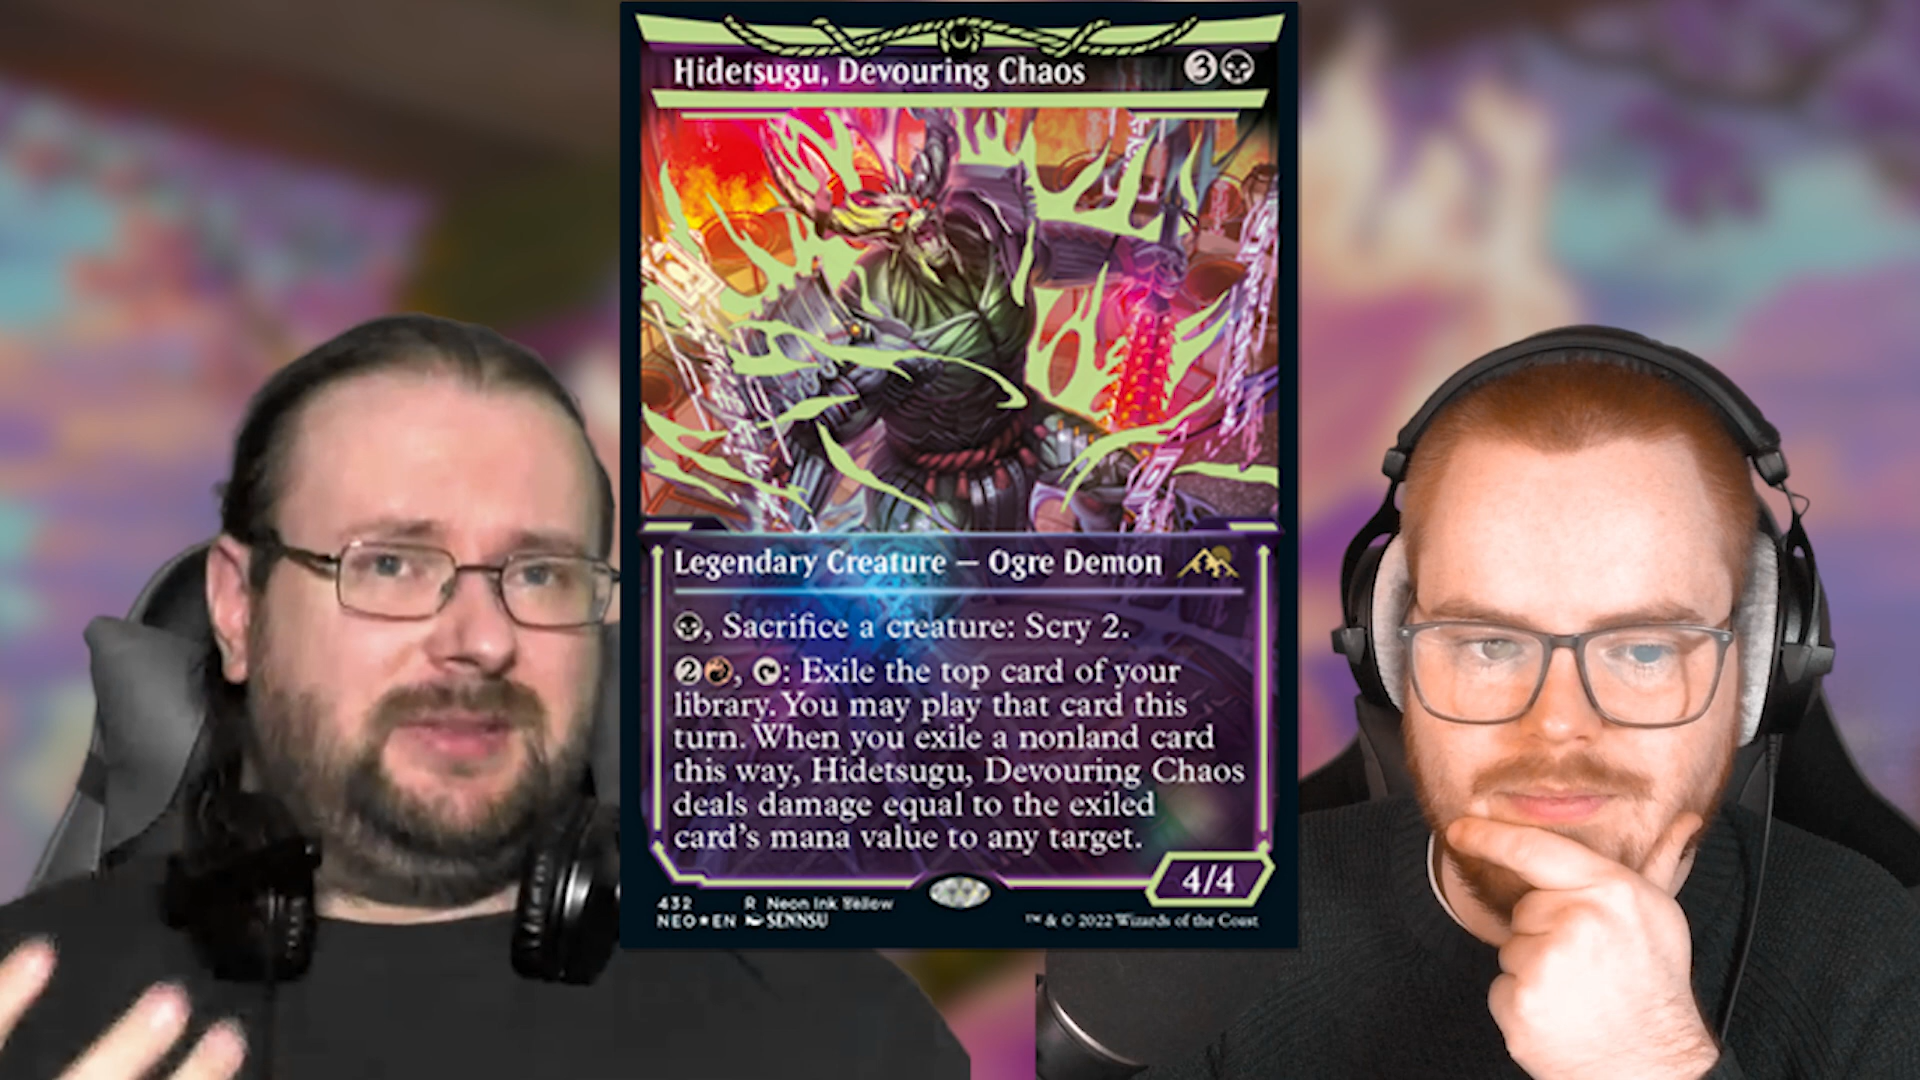 Hidetsugu, Devouring Chaos 3
Legendary Creature — Ogre Demon
, Sacrifice a creature: Scry 2.
2 , : Exile the top card of your
library. You may play that card this
turn. When you exile a nonland card
this way, Hidetsugu, Devouring Chaos
deals damage equal to the exiled
card's mana value to any target.
4/4
432 R Neon Ink Yellow
NEO★EN SENNSU
™ & © 2022 Wizards of the Coast